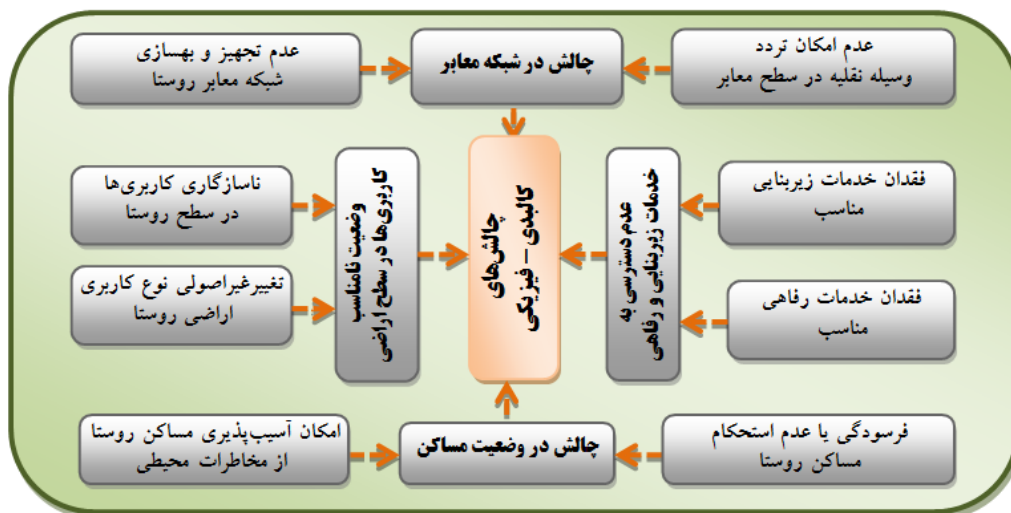 عدم امکان تردد
وسیله نقلیه در سطح معابر
چالش در شبکه معابر
عدم تجهیز و بهسازی
شبکه معابر روستا
فقدان خدمات زیربنایی
مناسب
فقدان خدمات رفاهی
مناسب
عدم دسترسی به
خدمات زیربنایی و رفاهی
چالش‌های
کالبدی – فیزیکی
وضعیت نامناسب
کاربری‌ها در سطح اراضی
ناسازگاری کاربری‌ها
در سطح روستا
تغییرغیراصولی نوع کاربری
اراضی روستا
فرسودگی یا عدم استحکام
مساکن روستا
چالش در وضعیت مساکن
امکان آسیب‌پذیری مساکن روستا
از مخاطرات محیطی